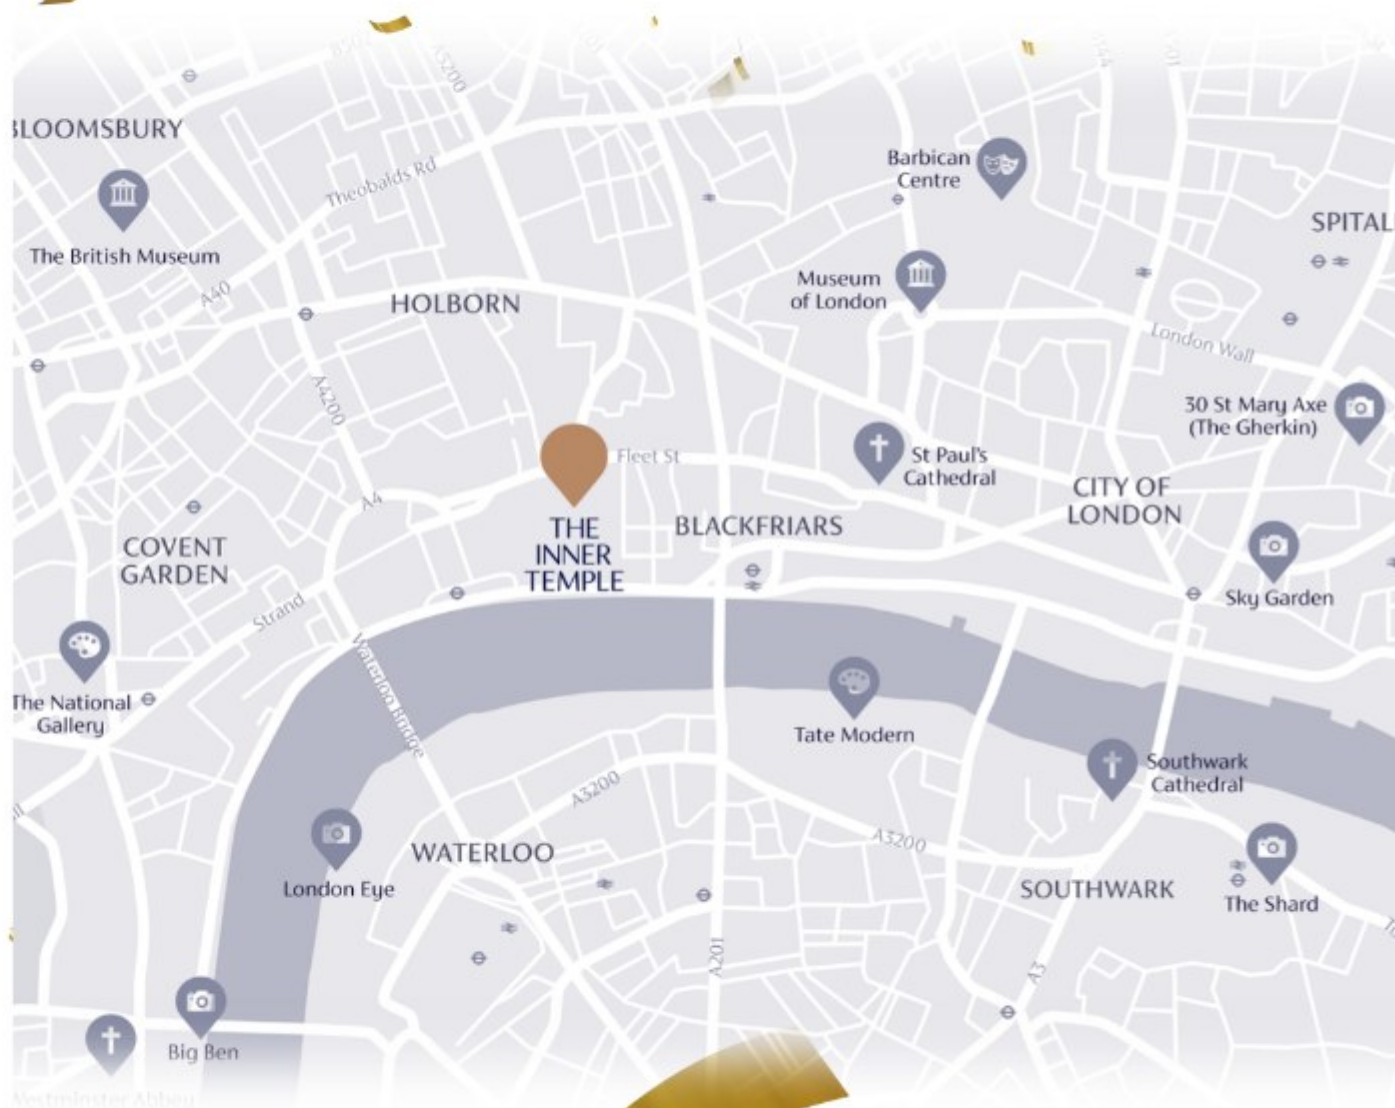 A5200
BLOOMSBURY
Theobalds Rd
Barbican
Centre
The British Museum
SPITAL
A40
HOLBORN
Museum
of London
London Wall
A4200
30 St Mary Axe
(The Gherkin)
Fleet St
St Paul's
Cathedral
A4
CITY OF
LONDON
THE
INNER
TEMPLE
BLACKFRIARS
COVENT
GARDEN
Sky Garden
Strand
Waterloo Bridge
The National
Gallery
Tate Modern
Southwark
Cathedral
A3200
A3200
WATERLOO
London Eye
SOUTHWARK
The Shard
A201
A3
Big Ben
Westminster Abbey